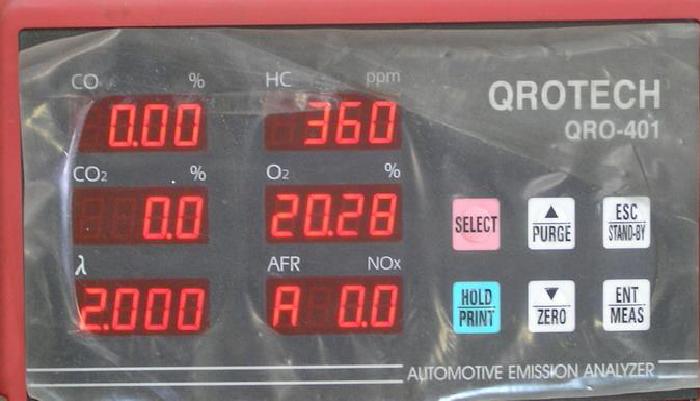 CO % HC ppm
QROTECH
QRO-401
0.00 360
CO2 % O2 %
0.0 20.28
SELECT ▲ PURGE ESC STAND-BY
λ AFR NOx
2.000 A 0.0
HOLD PRINT ▼ ZERO ENT MEAS
AUTOMOTIVE EMISSION ANALYZER